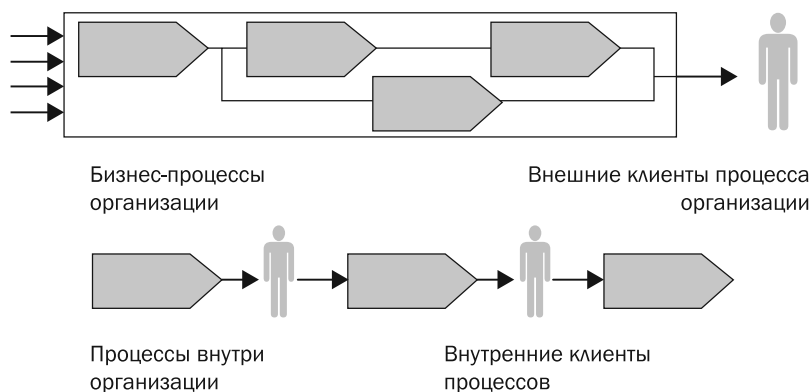 Бизнес-процессы
организации
Внешние клиенты процесса
организации
Процессы внутри
организации
Внутренние клиенты
процессов